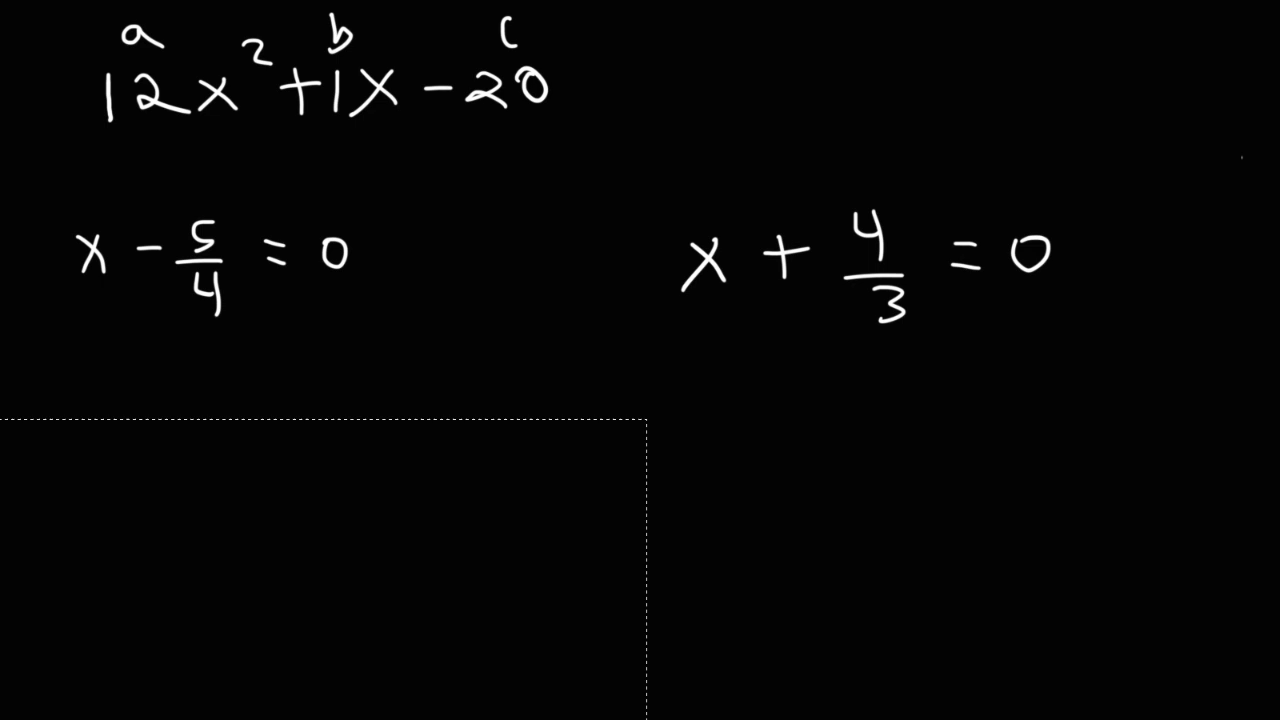 a b c
12x² + 1x - 20
x - 5/4 = 0 x + 4/3 = 0